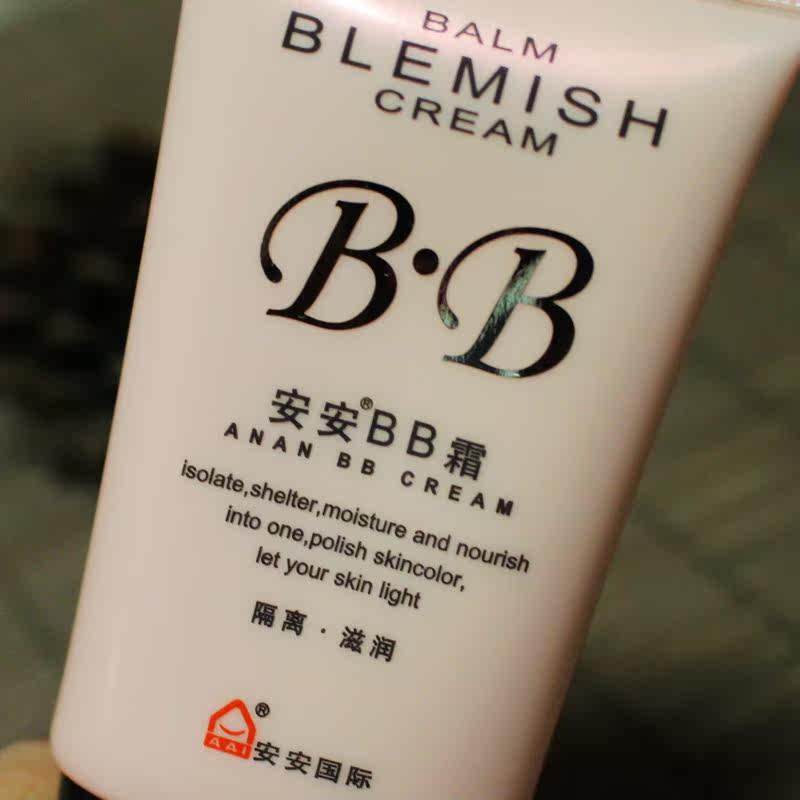 BALM
BLEMISH
CREAM
B·B
安安®BB霜
ANAN BB CREAM
isolate,shelter,moisture and nourish
into one,polish skincolor,
let your skin light
隔离·滋润
AAI®安安国际